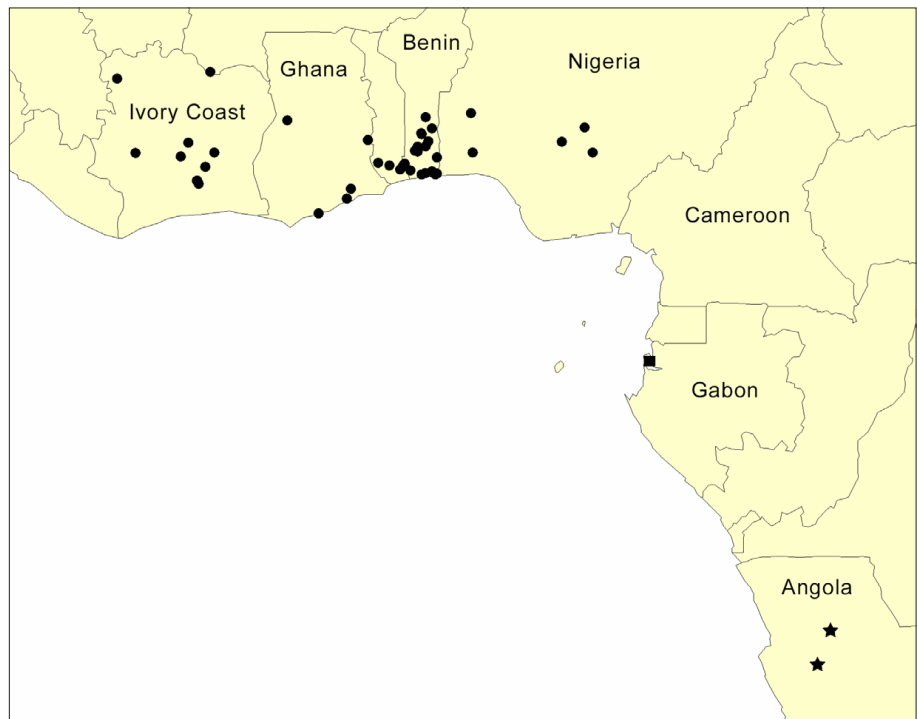 Benin
Nigeria
Ghana
Ivory Coast
Cameroon
Gabon
Angola